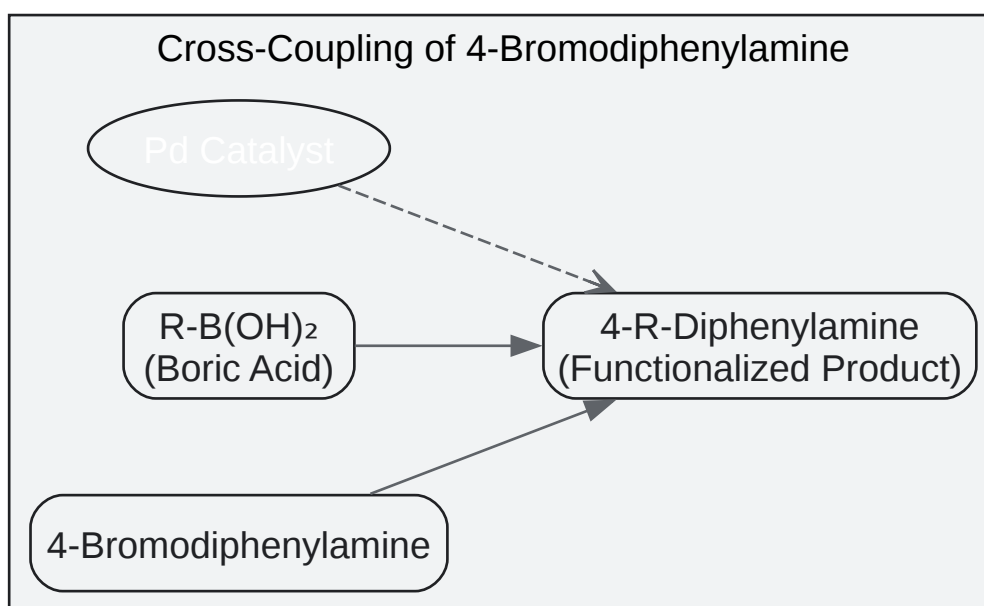 Cross-Coupling of 4-Bromodiphenylamine
Pd Catalyst
R-B(OH)₂
(Boric Acid)
4-R-Diphenylamine
(Functionalized Product)
4-Bromodiphenylamine